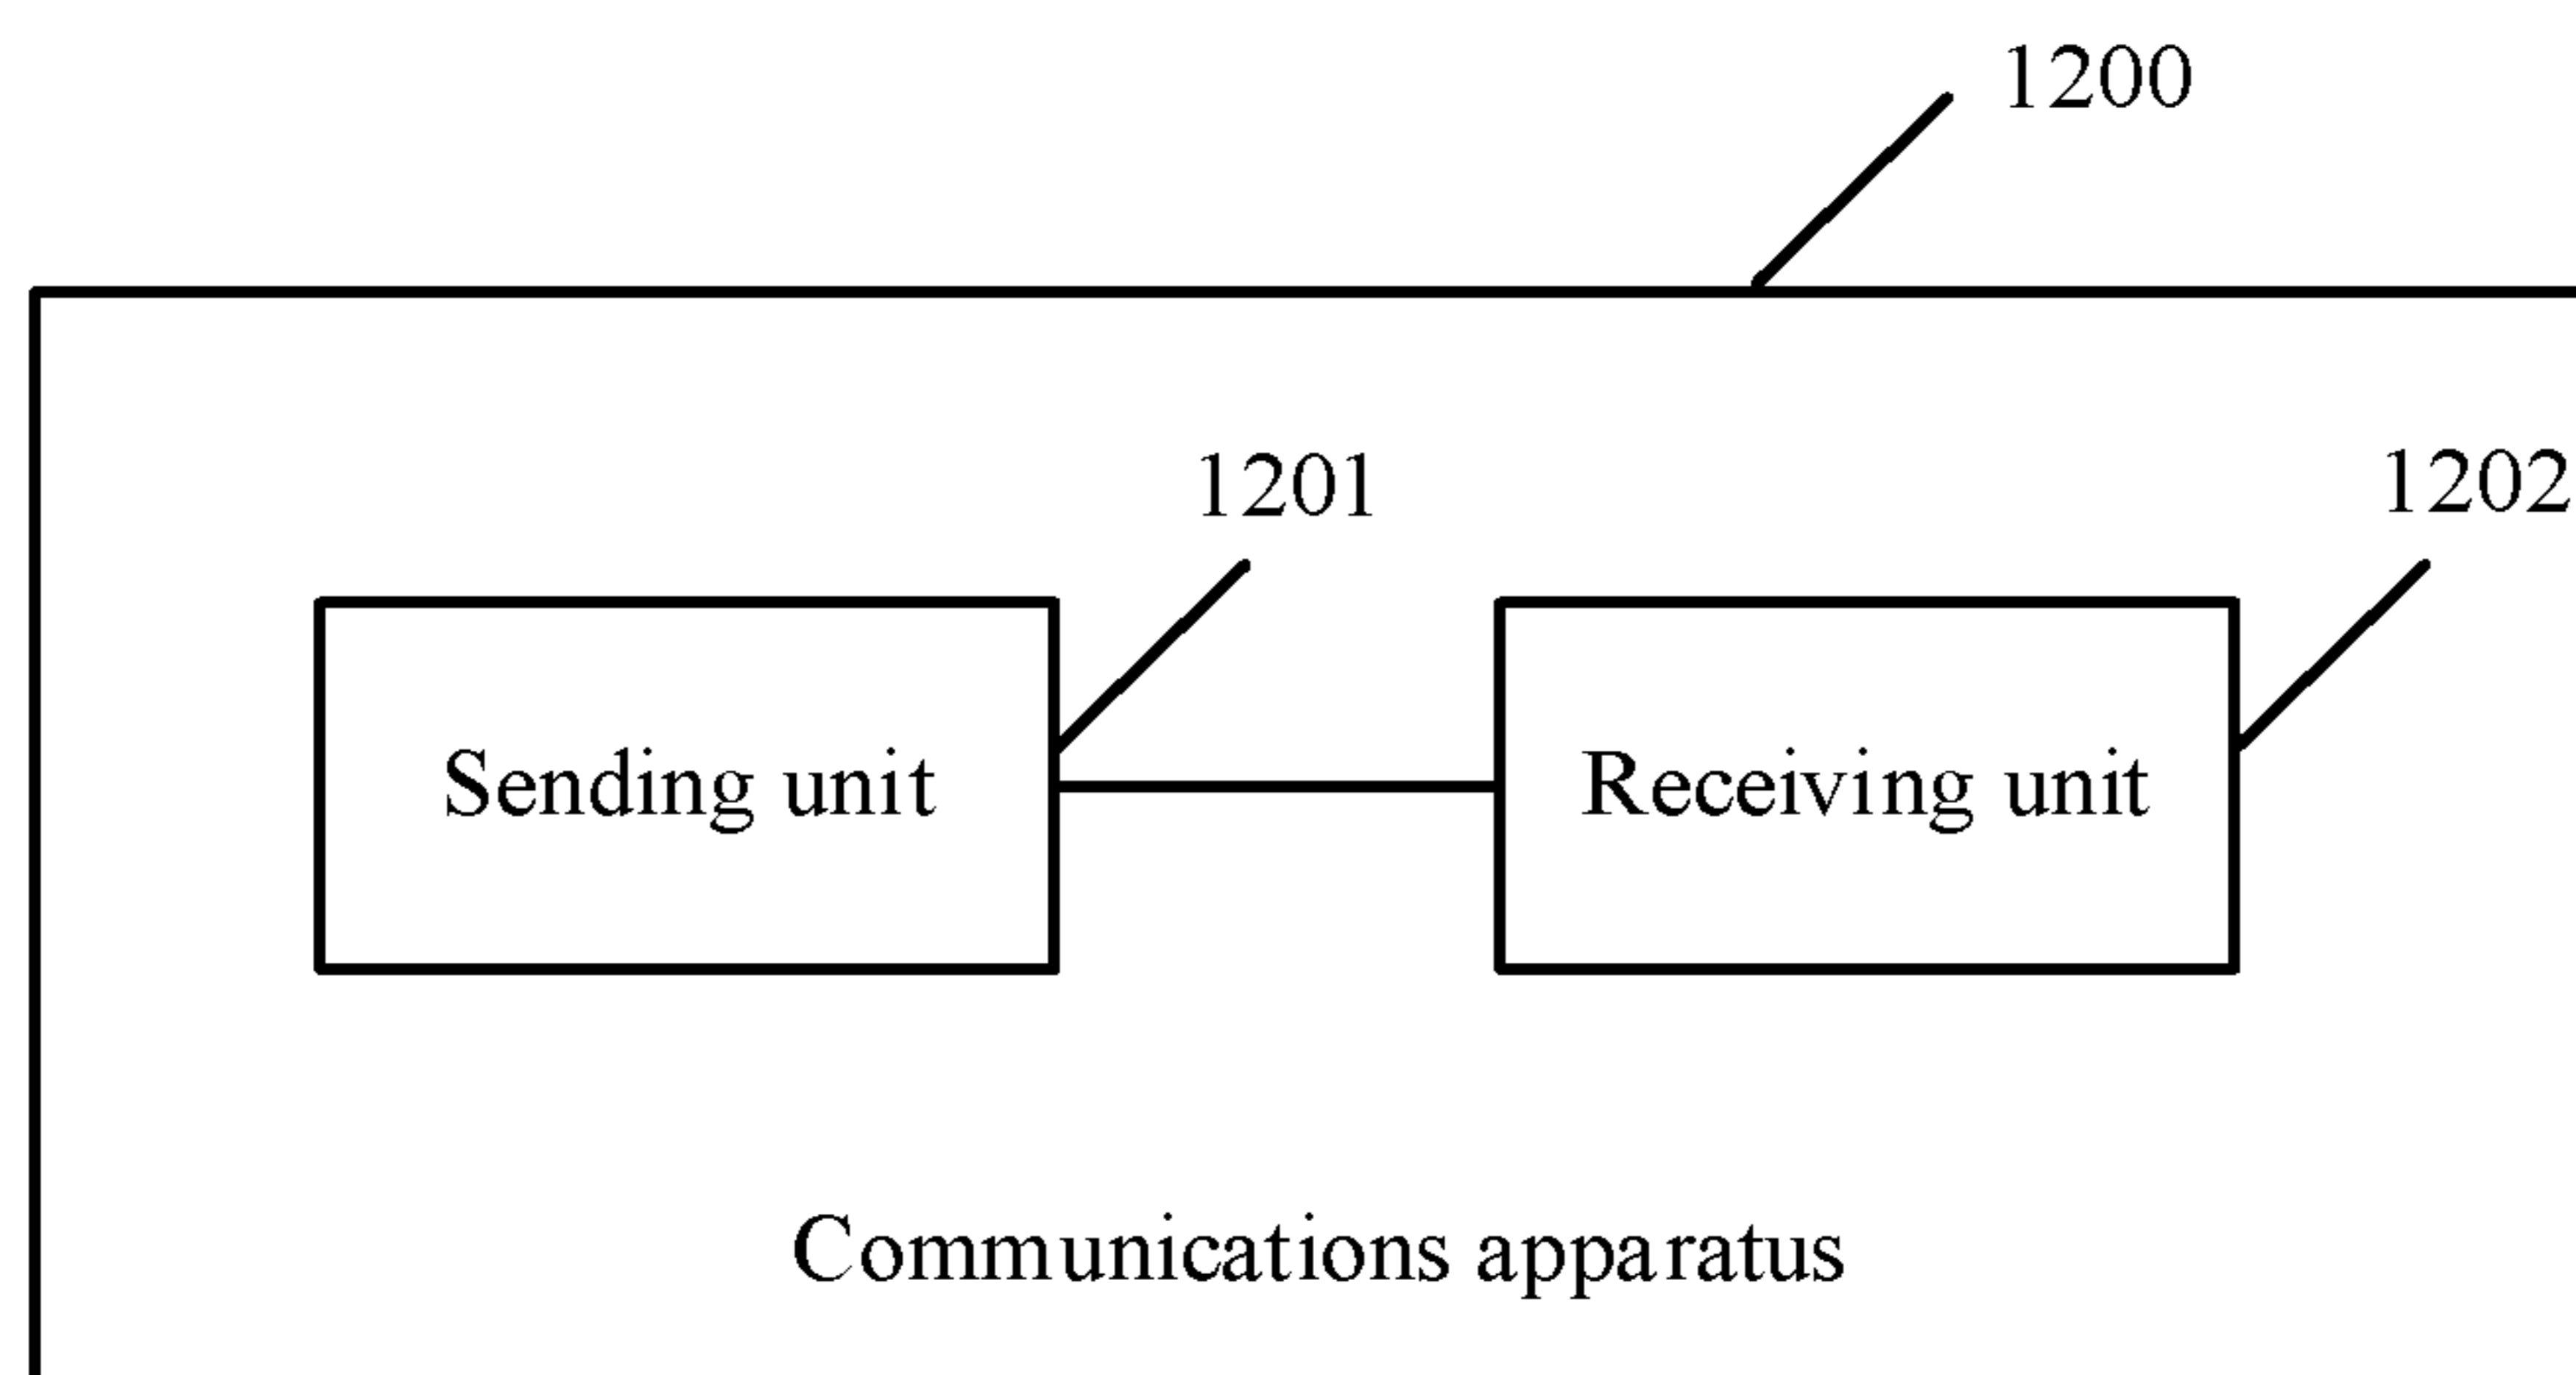 1200
1201
1202
Sending unit
Receiving unit
Communications apparatus